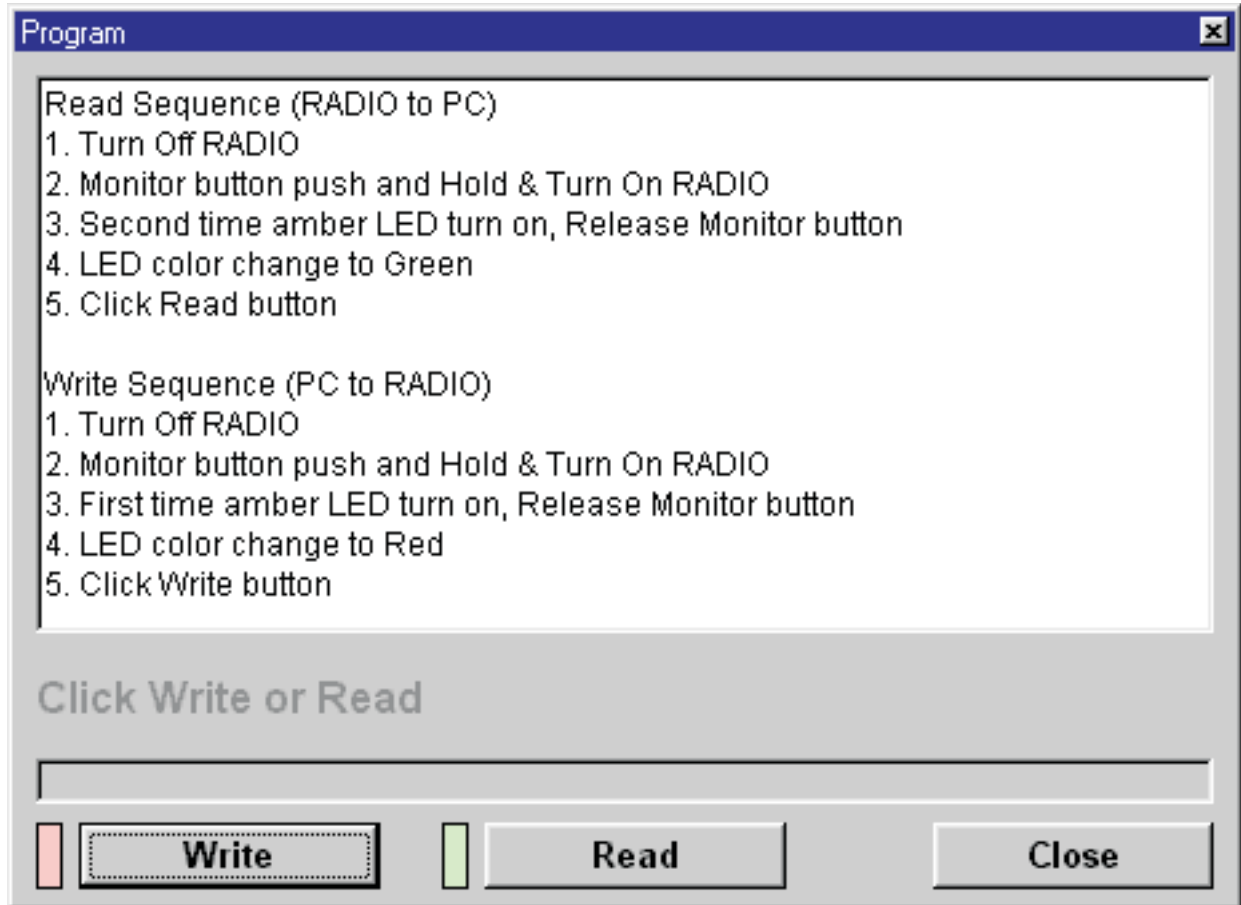 Program
Read Sequence (RADIO to PC)
1. Turn Off RADIO
2. Monitor button push and Hold & Turn On RADIO
3. Second time amber LED turn on, Release Monitor button
4. LED color change to Green
5. Click Read button
Write Sequence (PC to RADIO)
1. Turn Off RADIO
2. Monitor button push and Hold & Turn On RADIO
3. First time amber LED turn on, Release Monitor button
4. LED color change to Red
5. Click Write button
Click Write or Read
Write Read Close